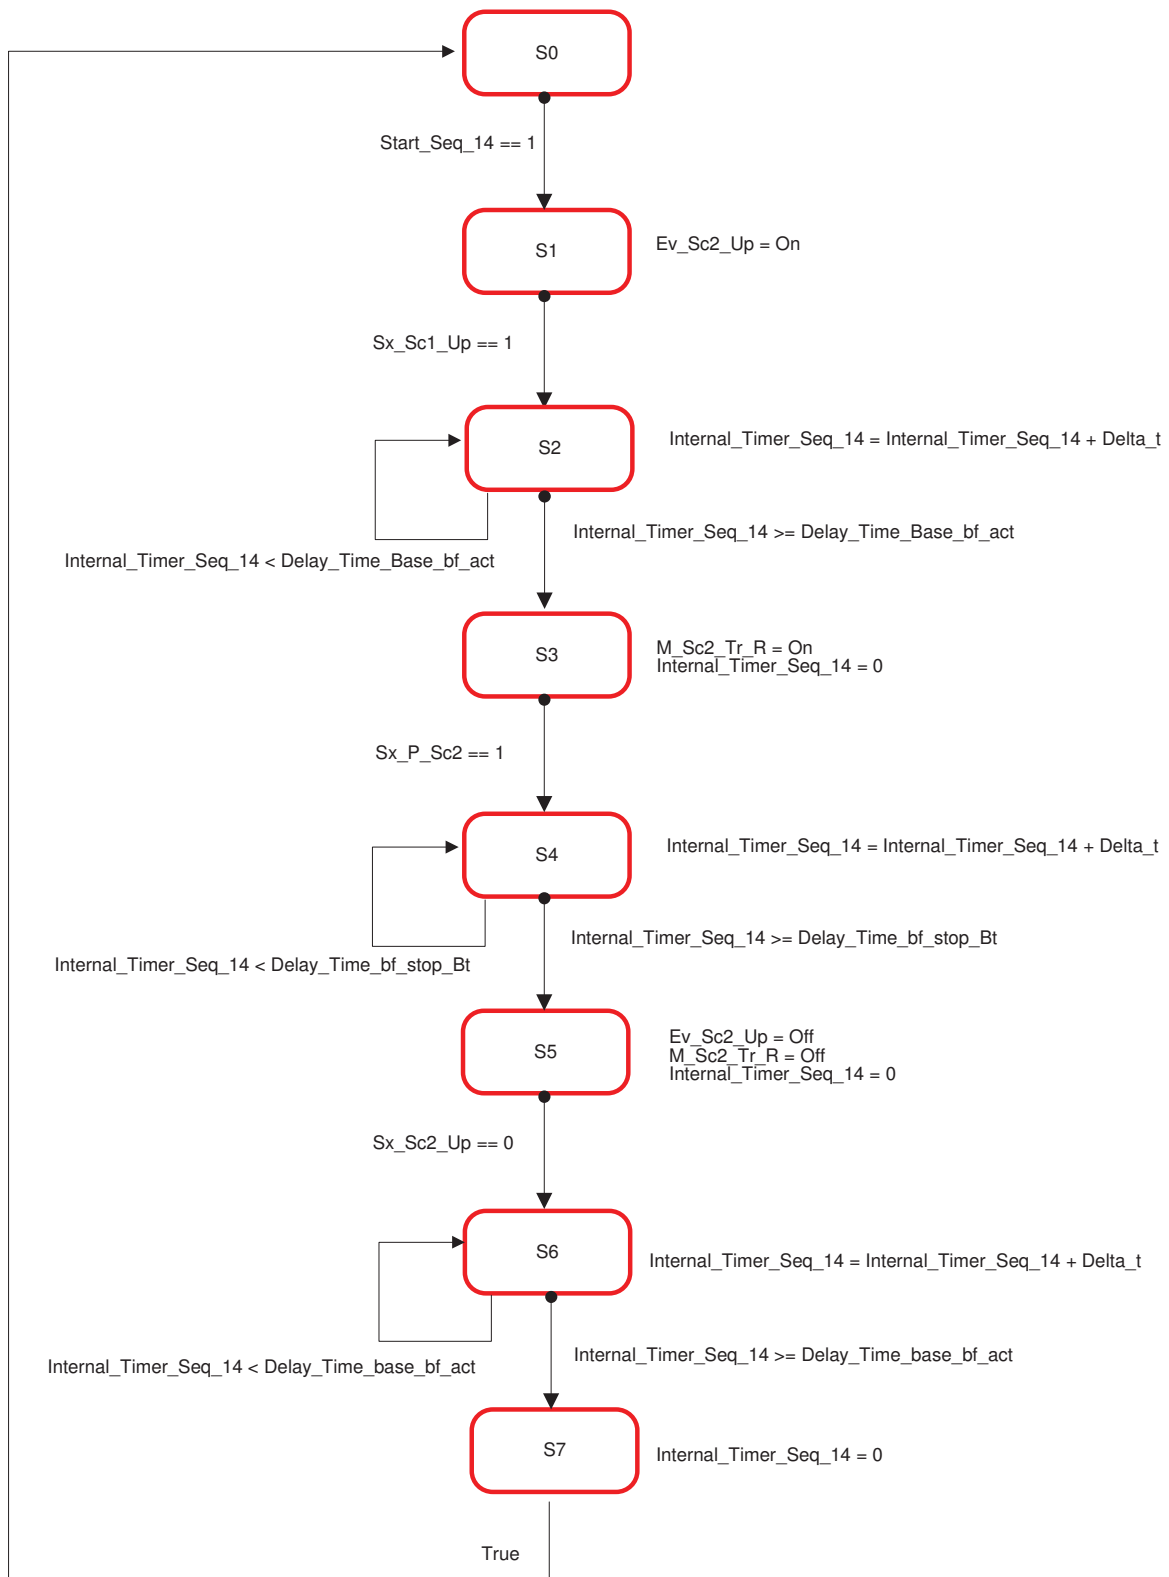 S0
Start_Seq_14 == 1
S1
Ev_Sc2_Up = On
Sx_Sc1_Up == 1
S2
Internal_Timer_Seq_14 = Internal_Timer_Seq_14 + Delta_t
Internal_Timer_Seq_14 >= Delay_Time_Base_bf_act
Internal_Timer_Seq_14 < Delay_Time_Base_bf_act
S3
M_Sc2_Tr_R = On
Internal_Timer_Seq_14 = 0
Sx_P_Sc2 == 1
S4
Internal_Timer_Seq_14 = Internal_Timer_Seq_14 + Delta_t
Internal_Timer_Seq_14 >= Delay_Time_bf_stop_Bt
Internal_Timer_Seq_14 < Delay_Time_bf_stop_Bt
S5
Ev_Sc2_Up = Off
M_Sc2_Tr_R = Off
Internal_Timer_Seq_14 = 0
Sx_Sc2_Up == 0
S6
Internal_Timer_Seq_14 = Internal_Timer_Seq_14 + Delta_t
Internal_Timer_Seq_14 >= Delay_Time_base_bf_act
Internal_Timer_Seq_14 < Delay_Time_base_bf_act
S7
Internal_Timer_Seq_14 = 0
True